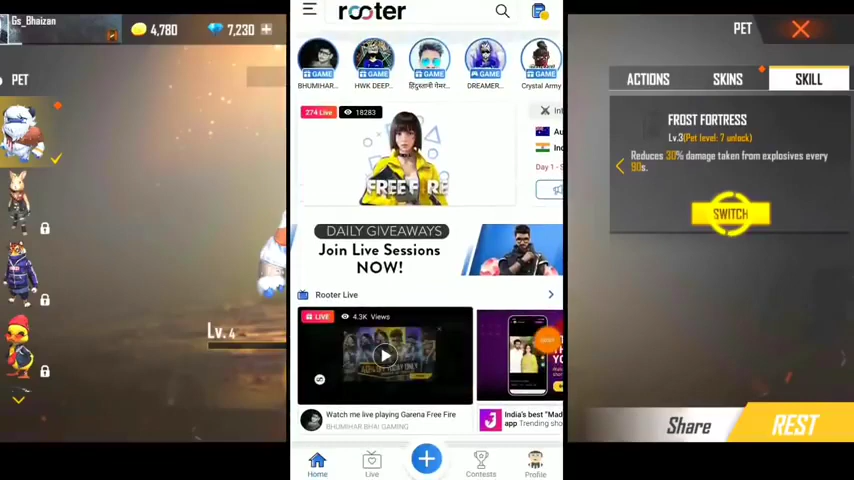 Gs_Bhaizan
4,780
7,230
PET
Lv. 4
rooter
GAME
GAME
GAME
GAME
GAME
BHUMIHAR...
HWK DEEP...
हिंदुस्तानी गेमर...
DREAMER...
Crystal Army
274 Live
18283
FREE FIRE
Day 1 - S
DAILY GIVEAWAYS
Join Live Sessions
NOW!
Rooter Live
LIVE
4.3K Views
Watch me live playing Garena Free Fire
BHUMIHAR BHAI GAMING
India's best "Mad
app Trending sho
Home
Live
Contests
Profile
PET
ACTIONS
SKINS
SKILL
FROST FORTRESS
Lv.3(Pet level: 7 unlock)
Reduces 30% damage taken from explosives every
90s.
SWITCH
Share
REST